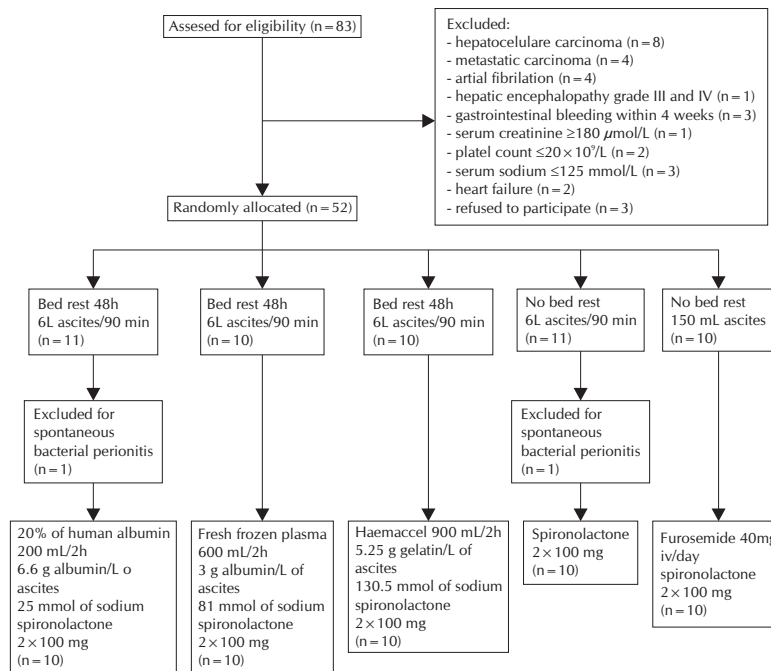 Assesed for eligibility (n=83)
Excluded:
- hepatocelulare carcinoma (n=8)
- metastatic carcinoma (n=4)
- artial fibrilation (n=4)
- hepatic encephalopathy grade III and IV (n=1)
- gastrointestinal bleeding within 4 weeks (n=3)
- serum creatinine ≥180 μmol/L (n=1)
- platel count ≤20×10⁹/L (n=2)
- serum sodium ≤125 mmol/L (n=3)
- heart failure (n=2)
- refused to participate (n=3)
Randomly allocated (n=52)
Bed rest 48h
6L ascites/90 min
(n=11)
Bed rest 48h
6L ascites/90 min
(n=10)
Bed rest 48h
6L ascites/90 min
(n=10)
No bed rest
6L ascites/90 min
(n=11)
No bed rest
150 mL ascites
(n=10)
Excluded for
spontaneous
bacterial perionitis
(n=1)
Excluded for
spontaneous
bacterial perionitis
(n=1)
20% of human albumin
200 mL/2h
6.6 g albumin/L o
ascites
25 mmol of sodium
spironolactone
2×100 mg
(n=10)
Fresh frozen plasma
600 mL/2h
3 g albumin/L of
ascites
81 mmol of sodium
spironolactone
2×100 mg
(n=10)
Haemaccel 900 mL/2h
5.25 g gelatin/L of
ascites
130.5 mmol of sodium
spironolactone
2×100 mg
(n=10)
Spironolactone
2×100 mg
(n=10)
Furosemide 40mg
iv/day
spironolactone
2×100 mg
(n=10)